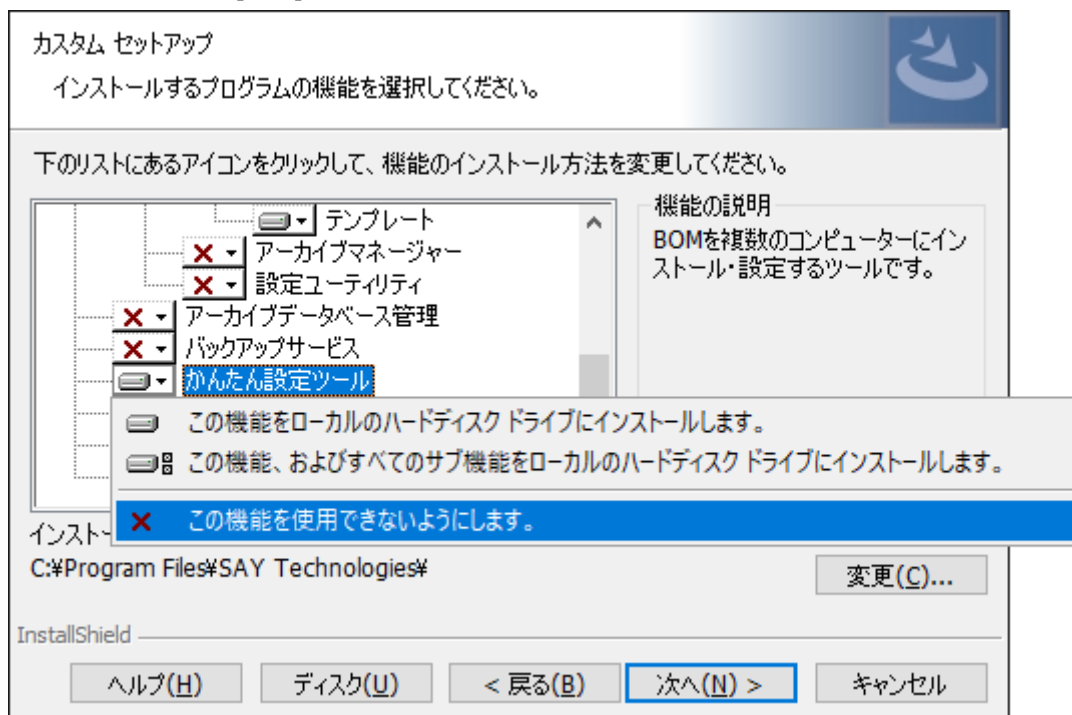 カスタム セットアップ
インストールするプログラムの機能を選択してください。
下のリストにあるアイコンをクリックして、機能のインストール方法を変更してください。
テンプレート
アーカイブマネージャー
設定ユーティリティ
アーカイブデータベース管理
バックアップサービス
かんたん設定ツール
機能の説明
BOMを複数のコンピューターにイン
ストール・設定するツールです。
この機能をローカルのハードディスク ドライブにインストールします。
この機能、およびすべてのサブ機能をローカルのハードディスク ドライブにインストールします。
この機能を使用できないようにします。
インスト
C:¥Program Files¥SAY Technologies¥
変更(C)...
InstallShield
ヘルプ(H)
ディスク(U)
< 戻る(B)
次へ(N) >
キャンセル